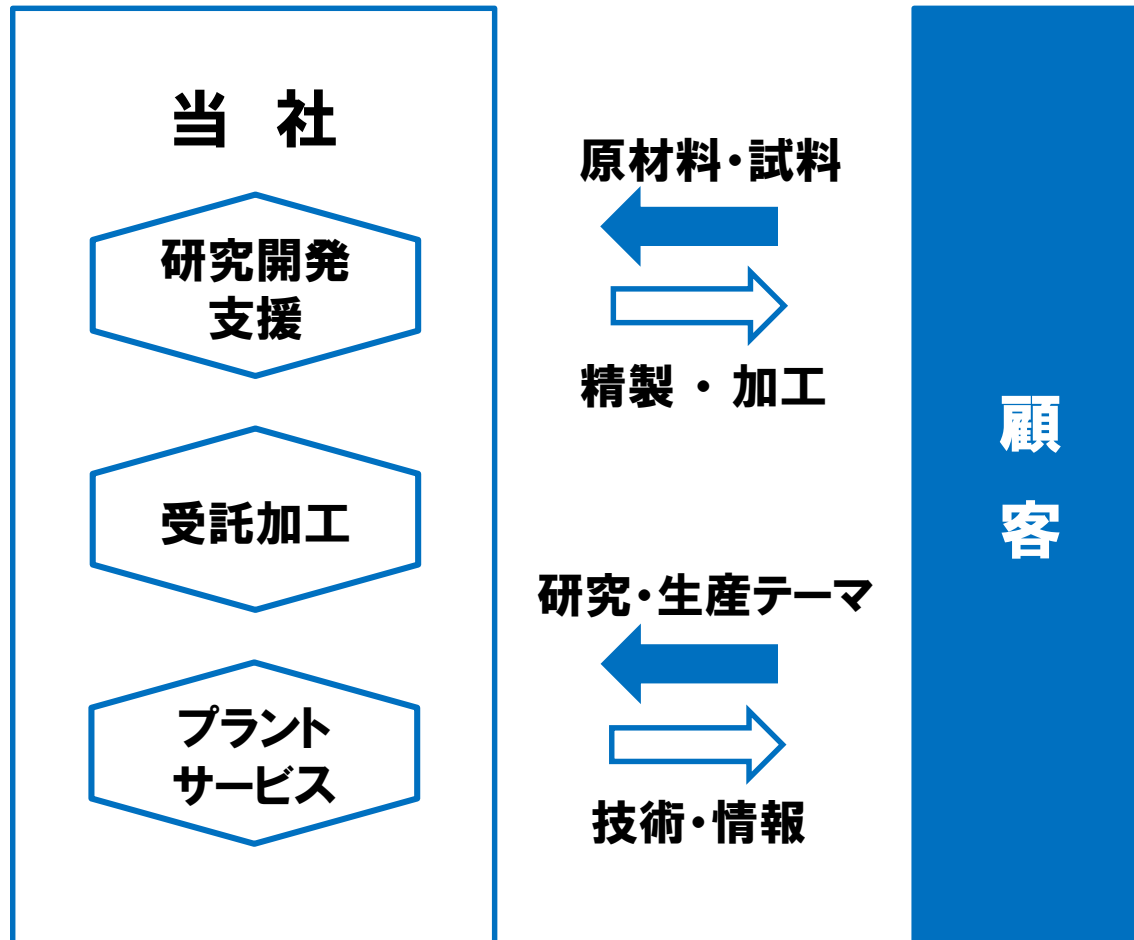 当 社
研究開発
支援
受託加工
プラント
サービス
原材料・試料
精製 ・ 加工
研究・生産テーマ
技術・情報
顧
客